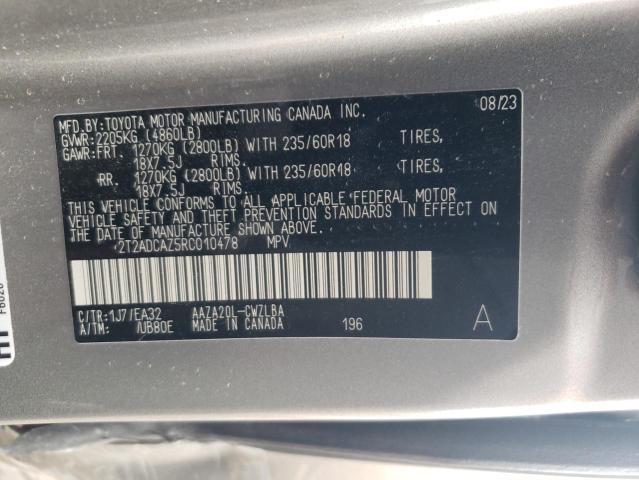 MFD.BY:TOYOTA MOTOR MANUFACTURING CANADA INC. 08/23
GVWR:2205KG (4860LB)
GAWR:FRT. 1270KG (2800LB) WITH 235/60R18 TIRES,
18X7.5J RIMS.
RR. 1270KG (2800LB) WITH 235/60R18 TIRES,
18X7.5J RIMS.
THIS VEHICLE CONFORMS TO ALL APPLICABLE FEDERAL MOTOR
VEHICLE SAFETY AND THEFT PREVENTION STANDARDS IN EFFECT ON
THE DATE OF MANUFACTURE SHOWN ABOVE.
2T2ADCAZ5RC010478 MPV
C/TR:1J7/EA32 AAZA20L-CWZLBA
A/TM: /UB80E MADE IN CANADA 196 A